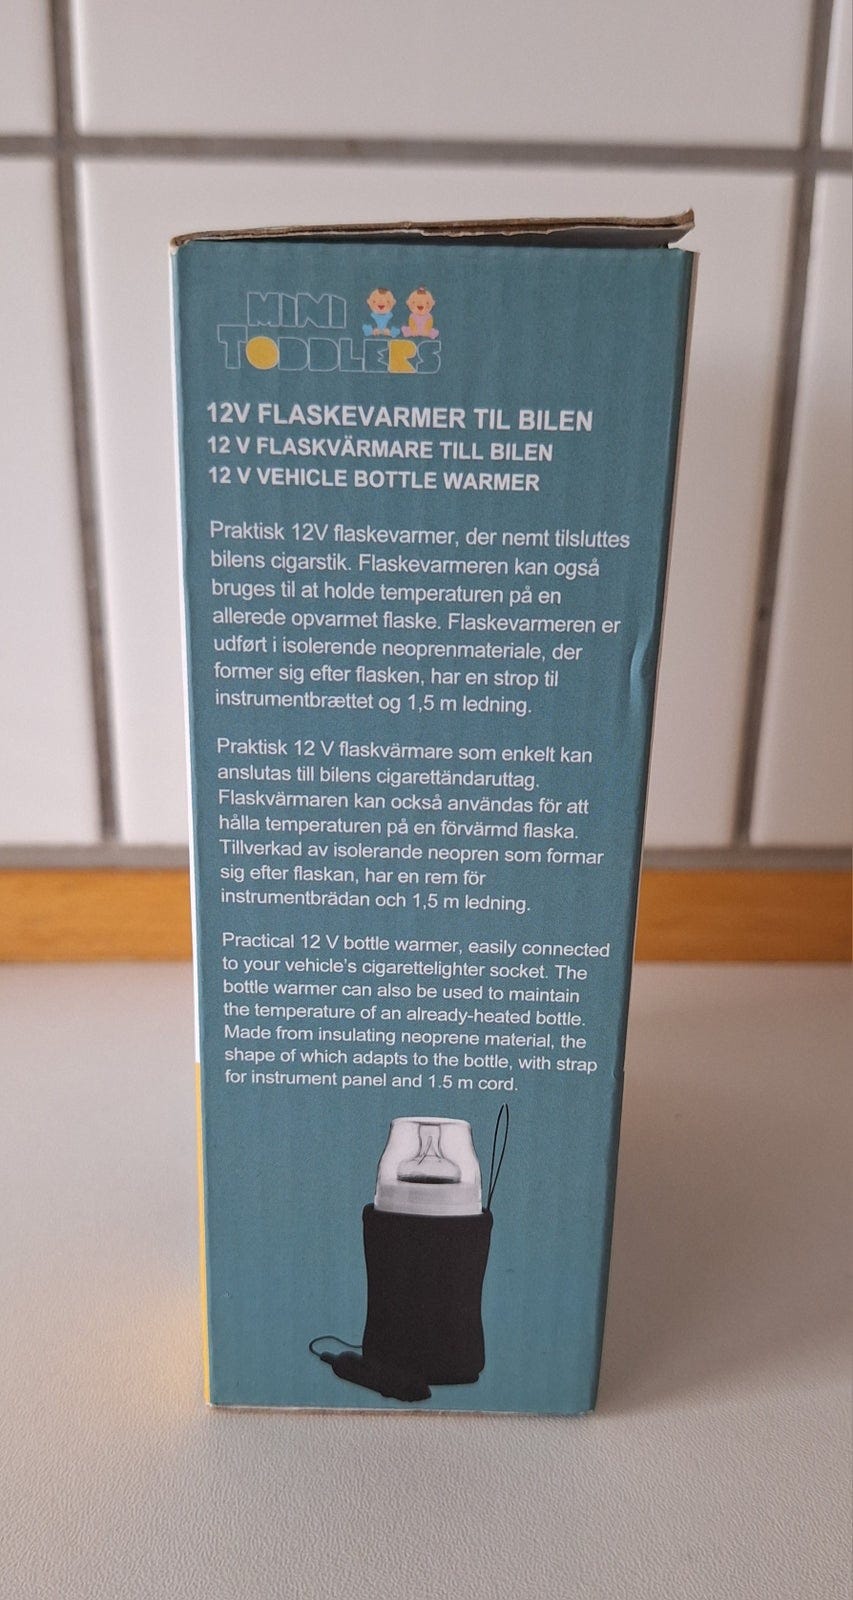 MINI
TODDLERS
12V FLASKEVARMER TIL BILEN
12 V FLASKVÄRMARE TILL BILEN
12 V VEHICLE BOTTLE WARMER
Praktisk 12V flaskevarmer, der nemt tilsluttes
bilens cigarstik. Flaskevarmeren kan også
bruges til at holde temperaturen på en
allerede opvarmet flaske. Flaskevarmeren er
udført i isolerende neoprenmateriale, der
former sig efter flasken, har en strop til
instrumentbrættet og 1,5 m ledning.
Praktisk 12 V flaskvärmare som enkelt kan
anslutas till bilens cigarettändaruttag.
Flaskvärmaren kan också användas för att
hålla temperaturen på en förvärmd flaska.
Tillverkad av isolerande neopren som formar
sig efter flaskan, har en rem för
instrumentbrädan och 1,5 m ledning.
Practical 12 V bottle warmer, easily connected
to your vehicle's cigarettelighter socket. The
bottle warmer can also be used to maintain
the temperature of an already-heated bottle.
Made from insulating neoprene material, the
shape of which adapts to the bottle, with strap
for instrument panel and 1.5 m cord.